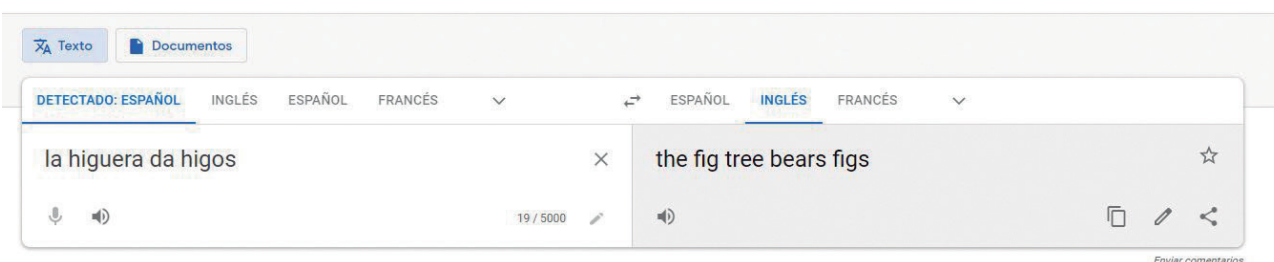 Texto Documentos
DETECTADO: ESPAÑOL INGLÉS ESPAÑOL FRANCÉS ESPAÑOL INGLÉS FRANCÉS
la higuera da higos the fig tree bears figs
19 / 5000
Enviar comentarios